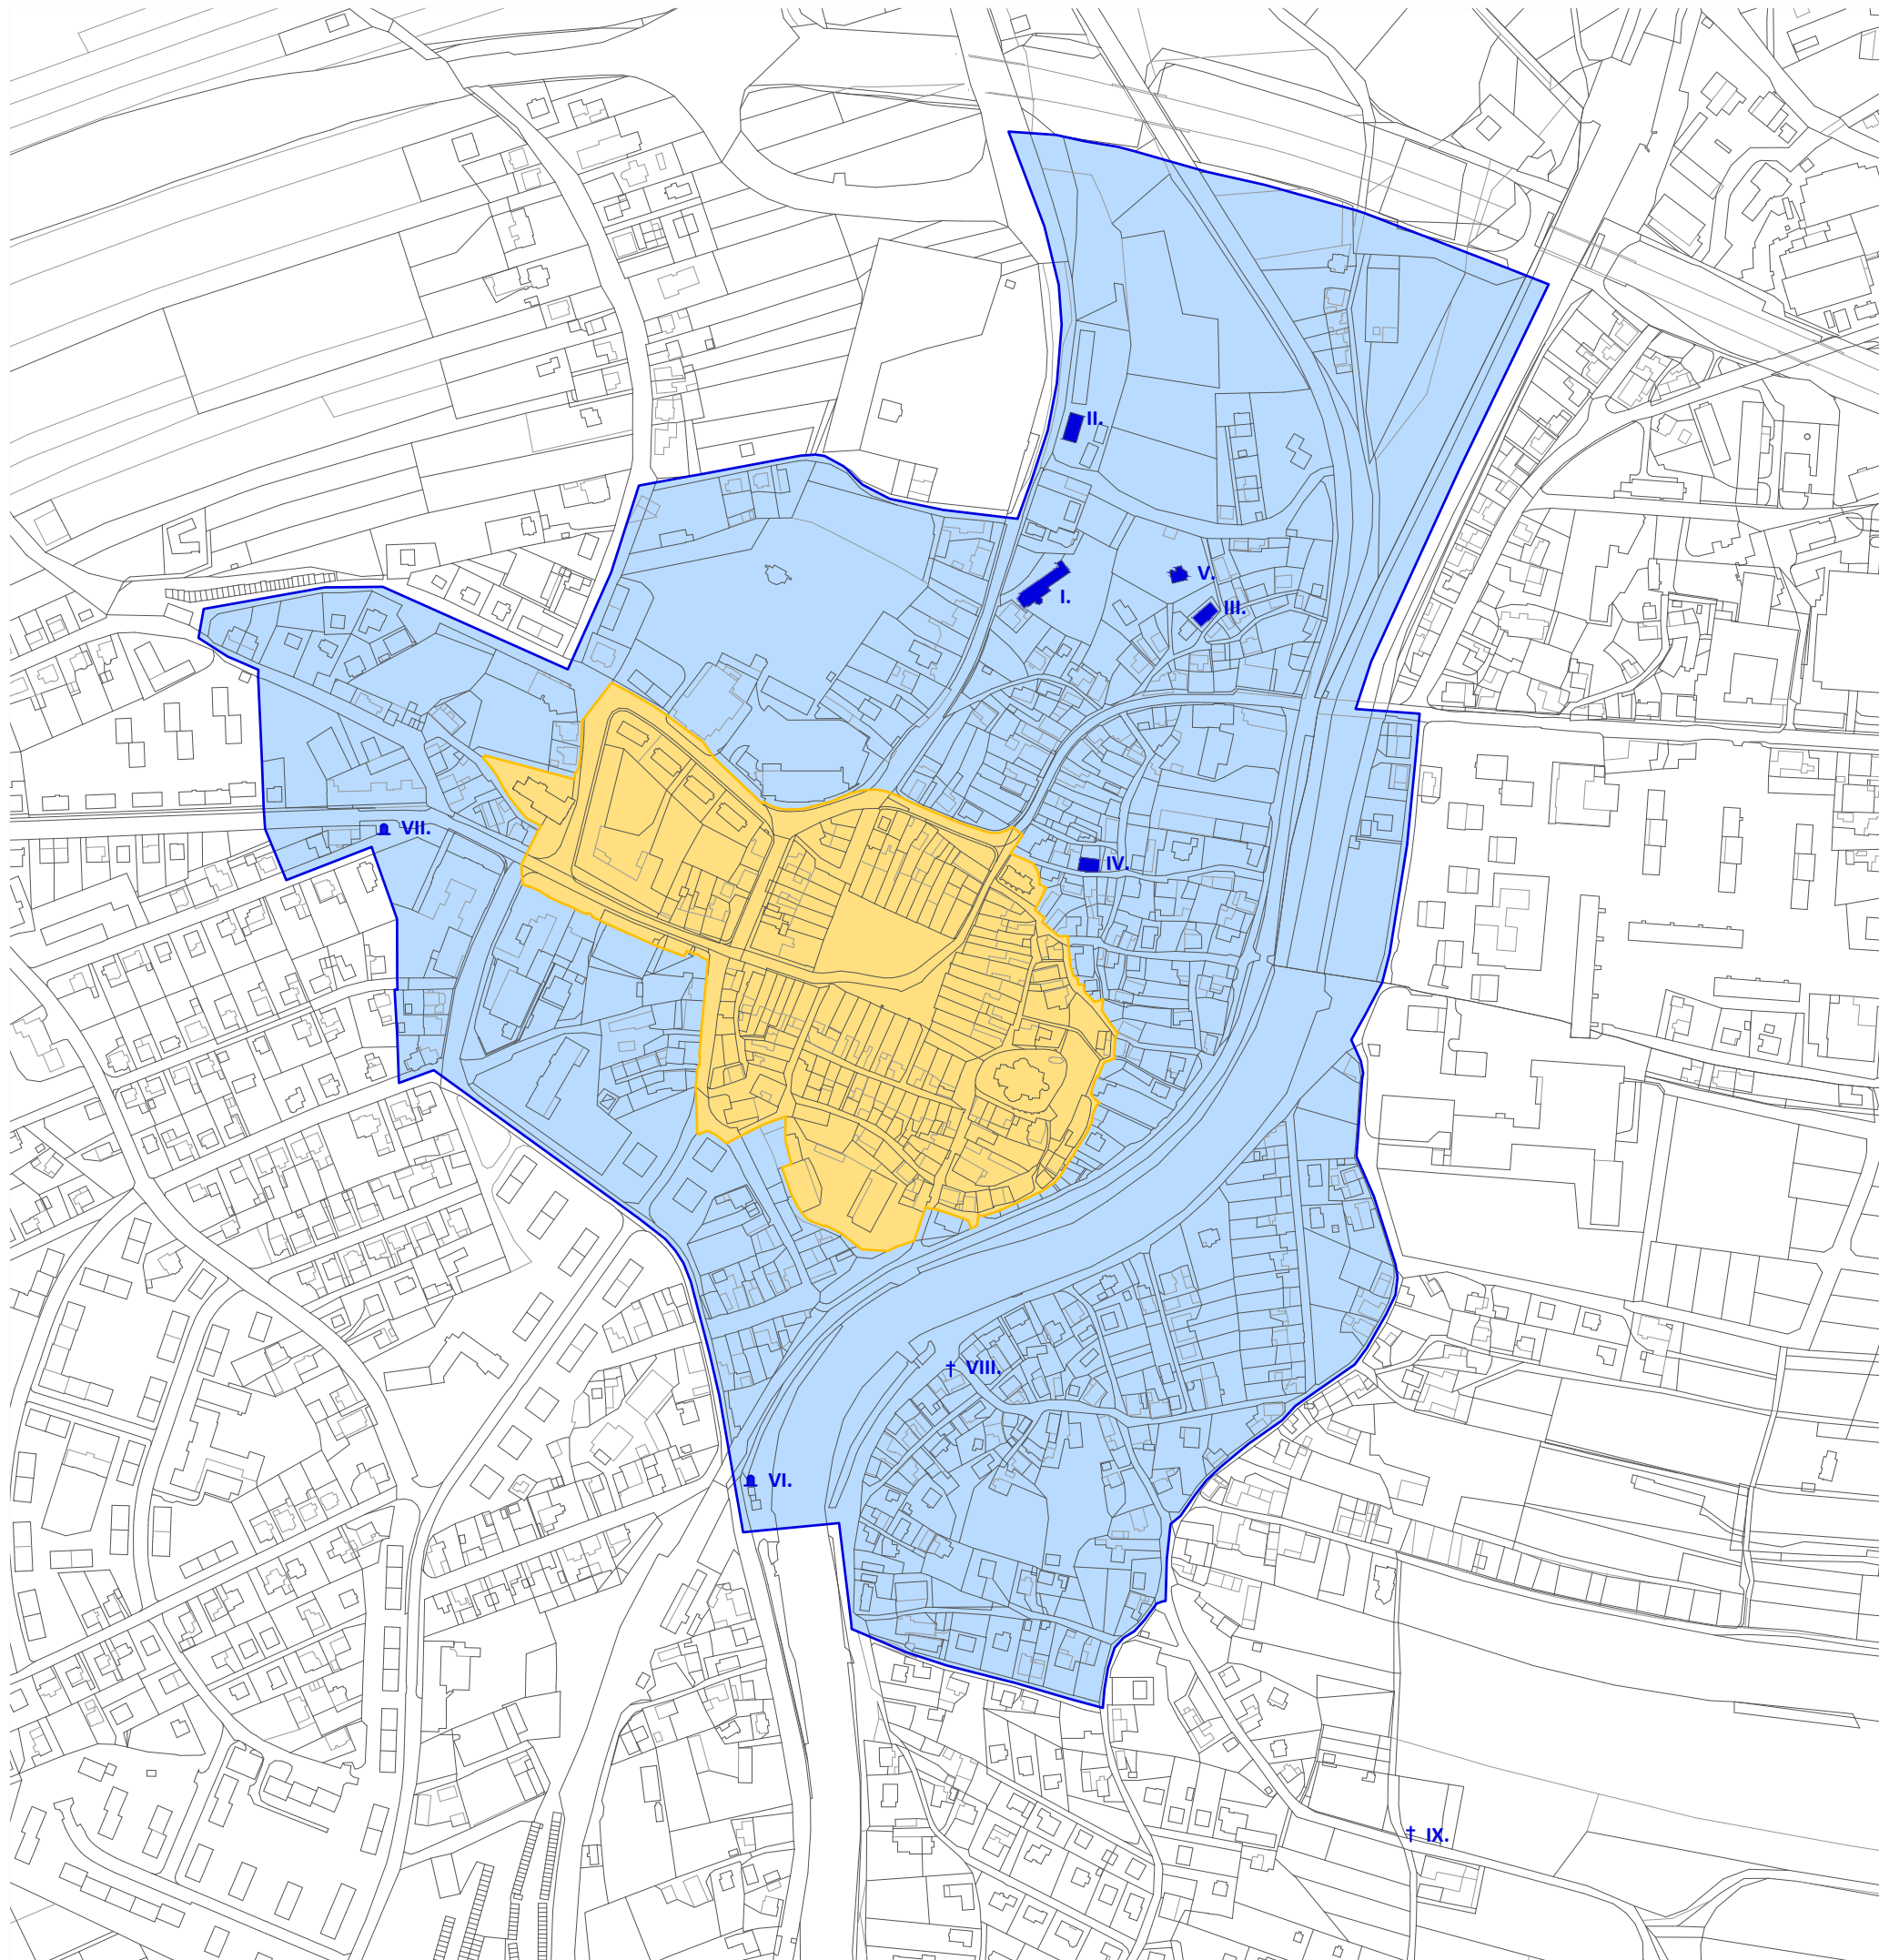 II.
V.
I.
III.
VII.
IV.
† VIII.
VI.
† IX.